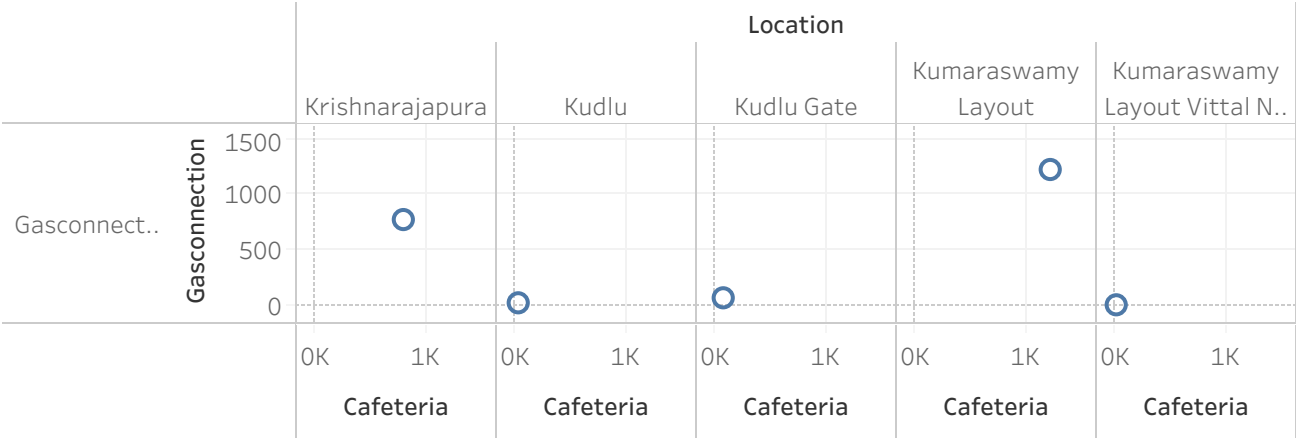 Location
Krishnarajapura
Kudlu
Kudlu Gate
Kumaraswamy
Layout
Kumaraswamy
Layout Vittal N..
Gasconnect..
Gasconnection
1500
1000
500
0
0K 1K
0K 1K
0K 1K
0K 1K
0K 1K
Cafeteria
Cafeteria
Cafeteria
Cafeteria
Cafeteria